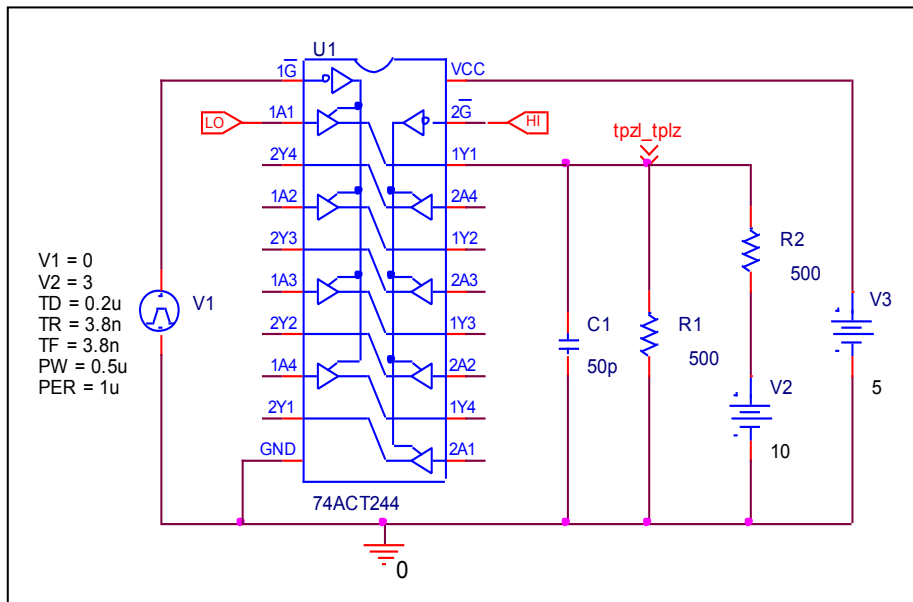 U1
1G
VCC
LO
1A1
2G
HI
tpzl_tplz
2Y4
1Y1
1A2
2A4
2Y3
1Y2
R2
500
V1 = 0
V2 = 3
TD = 0.2u
TR = 3.8n
TF = 3.8n
PW = 0.5u
PER = 1u
V1
1A3
2A3
V3
5
2Y2
1Y3
C1
50p
R1
500
1A4
2A2
V2
10
2Y1
1Y4
GND
2A1
74ACT244
0